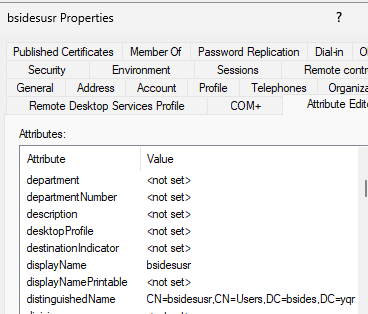 bsidesusr Properties ?
Published Certificates Member Of Password Replication Dial-in O
Security Environment Sessions Remote contr
General Address Account Profile Telephones Organiza
Remote Desktop Services Profile COM+ Attribute Edito
Attributes:
Attribute Value
department <not set>
departmentNumber <not set>
description <not set>
desktopProfile <not set>
destinationIndicator <not set>
displayName bsidesusr
displayNamePrintable <not set>
distinguishedName CN=bsidesusr,CN=Users,DC=bsides,DC=yqr